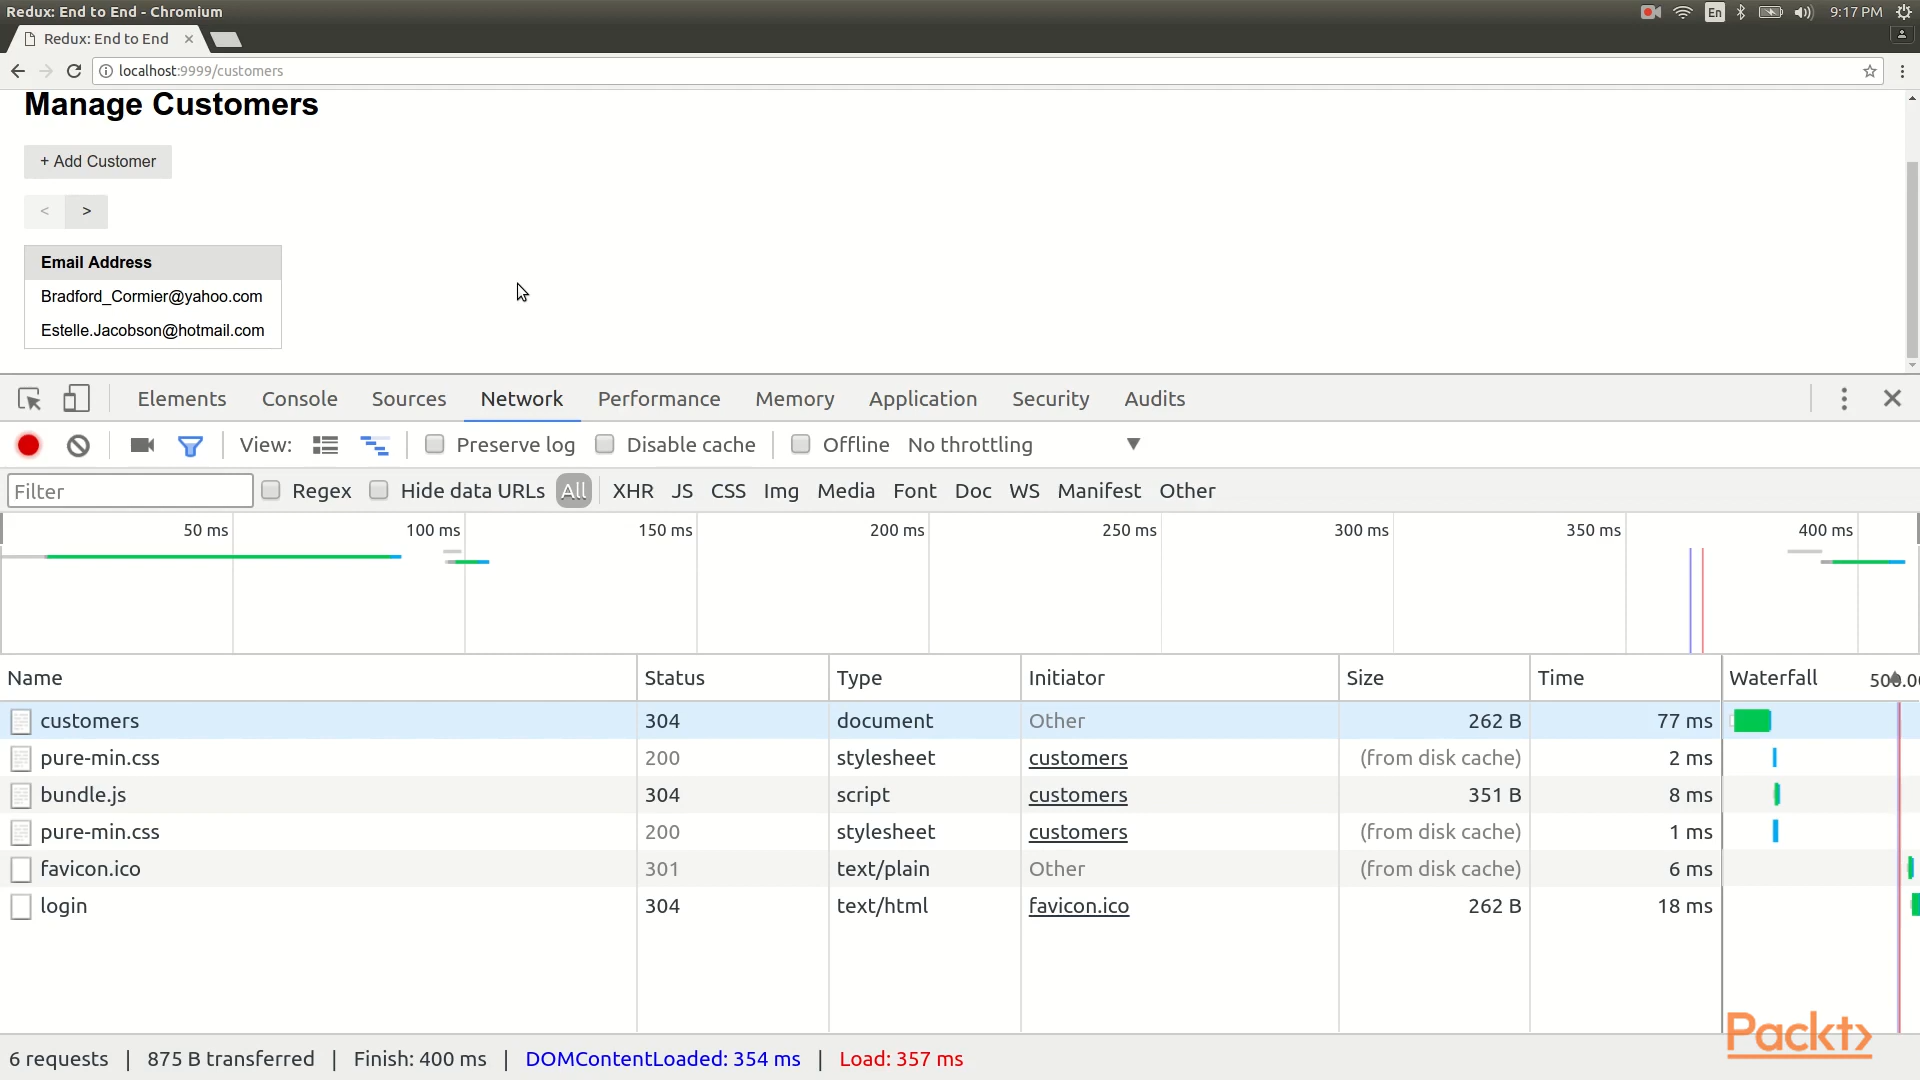 Redux: End to End - Chromium
En
9:17 PM
Redux: End to End
localhost:9999/customers
Manage Customers
+ Add Customer
< >
Email Address
Bradford_Cormier@yahoo.com
Estelle.Jacobson@hotmail.com
Elements Console Sources Network Performance Memory Application Security Audits
View: Preserve log Disable cache Offline No throttling
Filter Regex Hide data URLs All XHR JS CSS Img Media Font Doc WS Manifest Other
50 ms 100 ms 150 ms 200 ms 250 ms 300 ms 350 ms 400 ms
Name Status Type Initiator Size Time Waterfall
customers 304 document Other 262 B 77 ms
pure-min.css 200 stylesheet customers (from disk cache) 2 ms
bundle.js 304 script customers 351 B 8 ms
pure-min.css 200 stylesheet customers (from disk cache) 1 ms
favicon.ico 301 text/plain Other (from disk cache) 6 ms
login 304 text/html favicon.ico 262 B 18 ms
Packt>
6 requests | 875 B transferred | Finish: 400 ms | DOMContentLoaded: 354 ms | Load: 357 ms